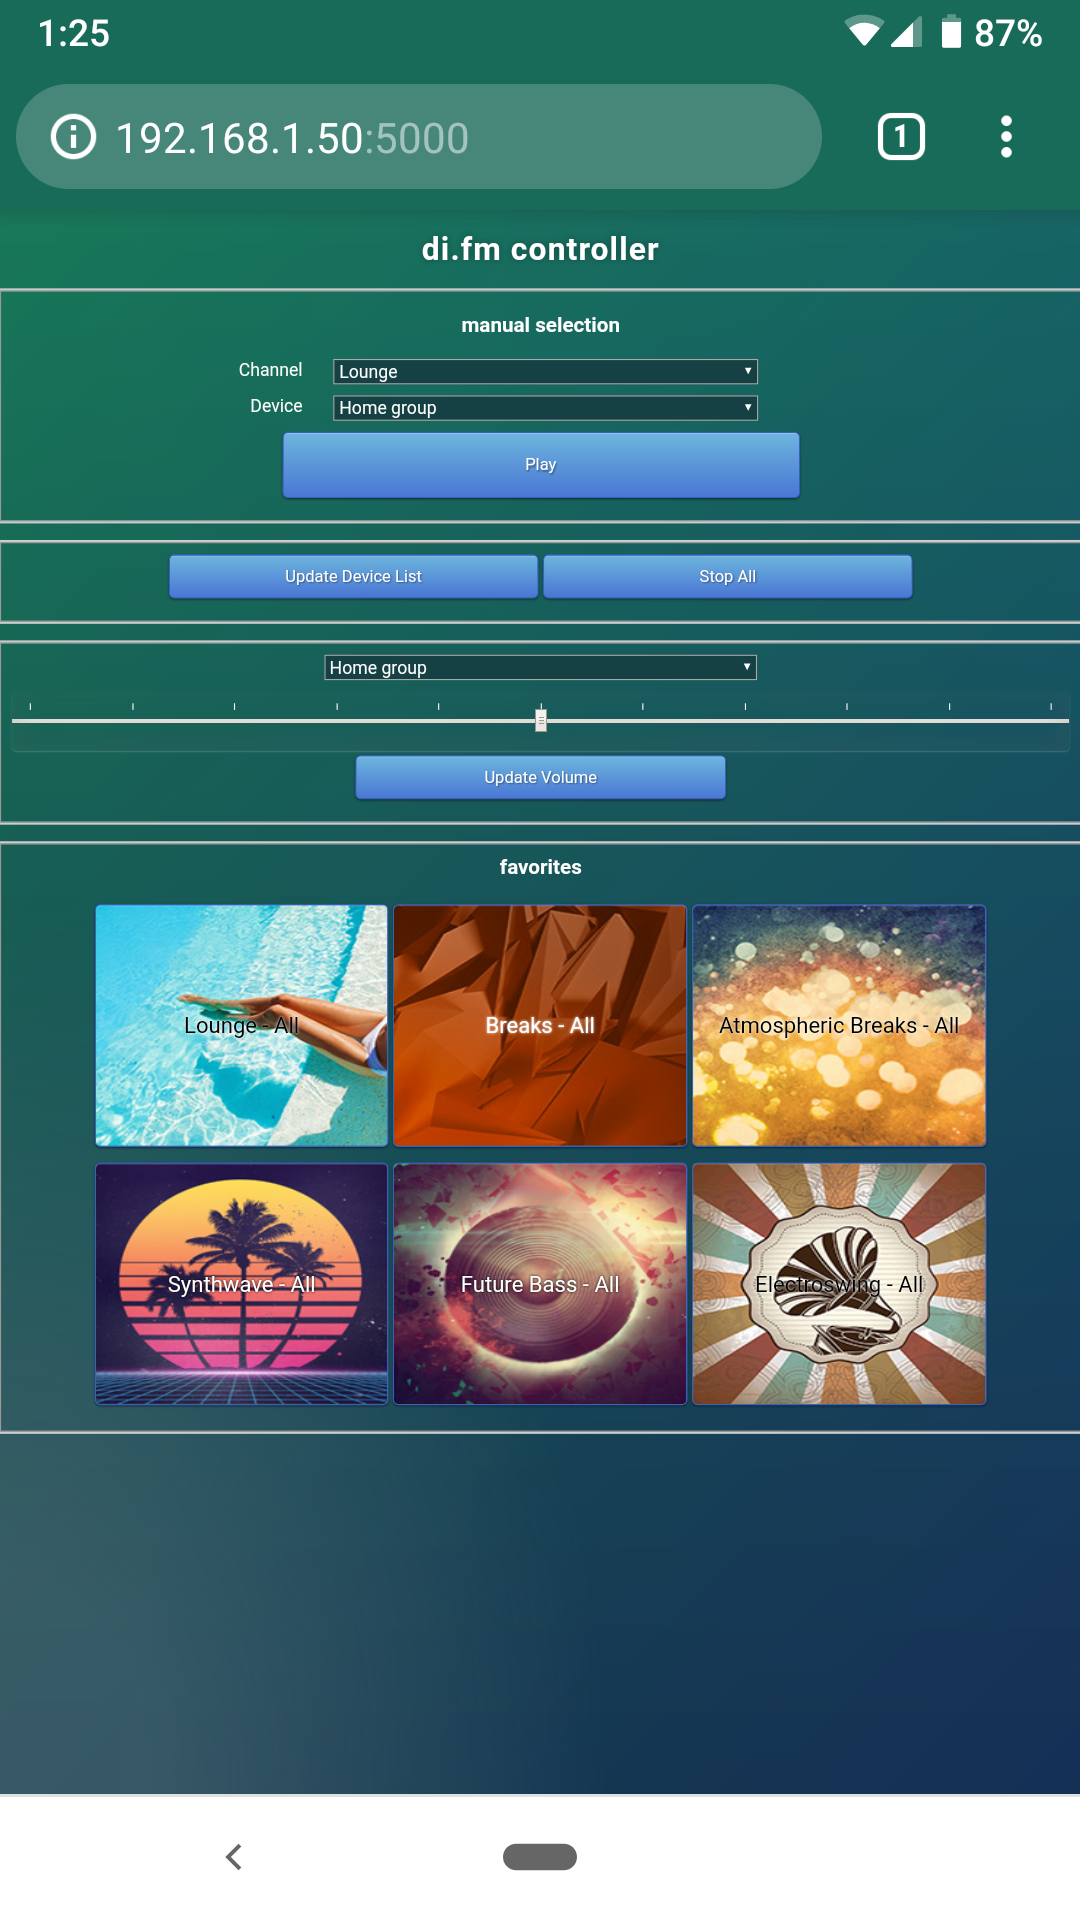 1:25 87%
192.168.1.50:5000 1
di.fm controller
manual selection
Channel Lounge
Device Home group
Play
Update Device List Stop All
Home group
Update Volume
favorites
Lounge - All Breaks - All Atmospheric Breaks - All
Synthwave - All Future Bass - All Electroswing - All